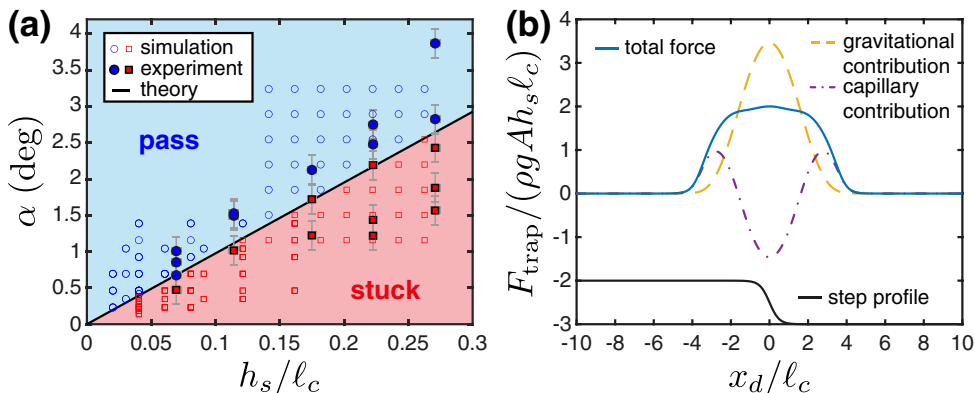 (a)
α (deg)
4
3.5
3
2.5
2
1.5
1
0.5
0
simulation
experiment
theory
pass
stuck
0 0.05 0.1 0.15 0.2 0.25 0.3
h_s/ℓ_c
(b)
F_trap/(ρgAh_sℓ_c)
4
3
2
1
0
-1
-2
-3
total force
gravitational
contribution
capillary
contribution
step profile
-10 -8 -6 -4 -2 0 2 4 6 8 10
x_d/ℓ_c